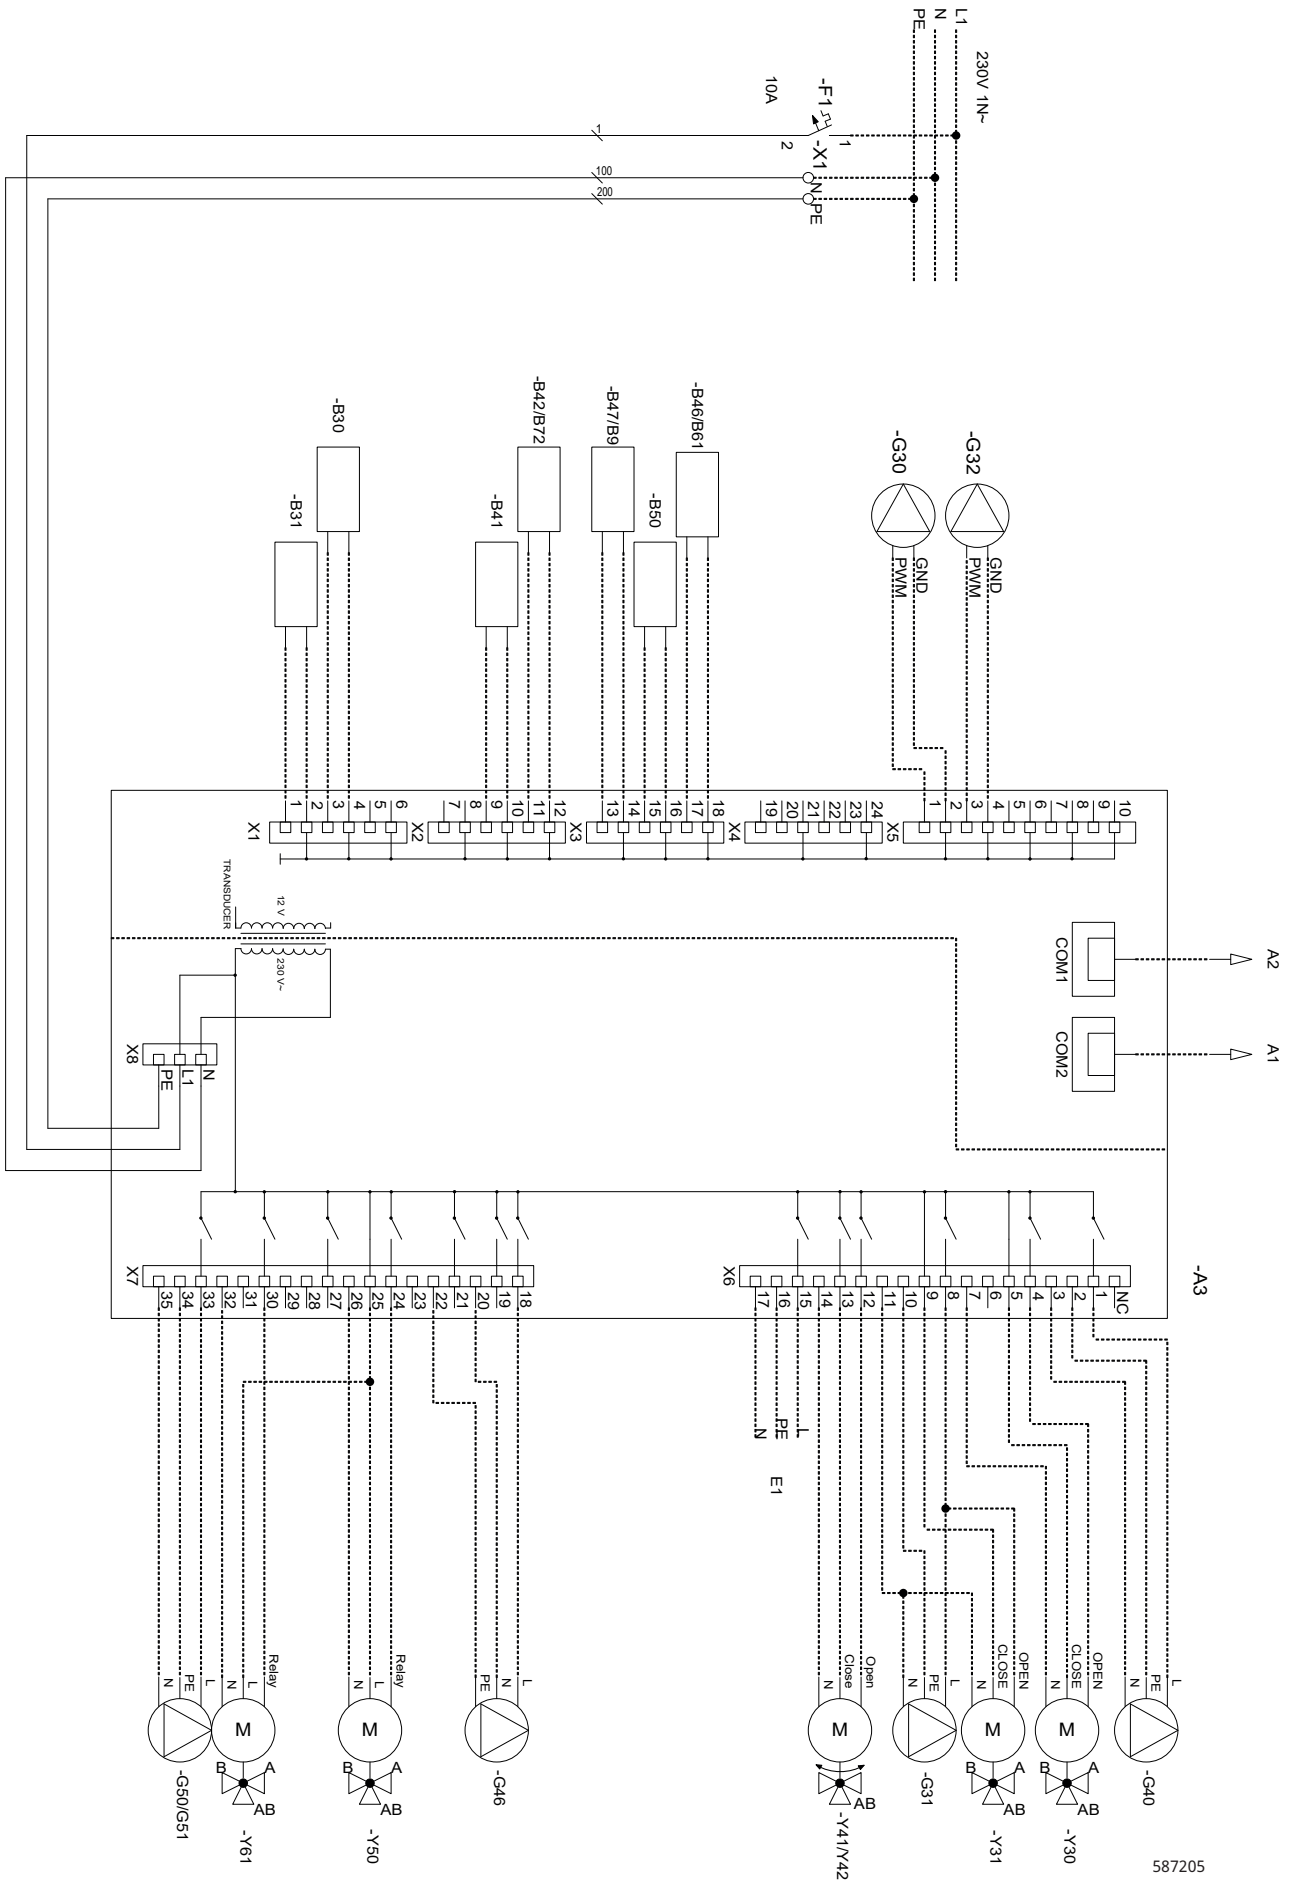 L1
N
PE
230V 1N~
-F1
10A
1
2
-X1
N
PE
1
100
200
-G32
-G30
GND
PWM
GND
PWM
-B46/B61
-B50
-B47/B9
-B42/B72
-B41
-B30
-B31
10
9
8
7
6
5
4
3
2
1
X5
24
23
22
21
20
19
X4
18
17
16
15
14
13
X3
12
11
10
9
8
7
X2
6
5
4
3
2
1
X1
A2
COM1
A1
COM2
TRANSDUCER
12 V
230 V~
X8
N
L1
PE
-A3
NC
1
2
3
4
5
6
7
8
9
10
11
12
13
14
15
16
17
X6
18
19
20
21
22
23
24
25
26
27
28
29
30
31
32
33
34
35
X7
L
PE
N
E1
L
PE
N
-G40
OPEN
CLOSE
N
M
A
B
AB
-Y30
OPEN
CLOSE
N
M
A
B
AB
-Y31
L
PE
N
-G31
Open
Close
N
M
AB
-Y41/Y42
L
N
PE
-G46
Relay
L
N
M
A
B
AB
-Y50
Relay
L
N
M
A
B
AB
-Y61
L
PE
N
-G50/G51
587205